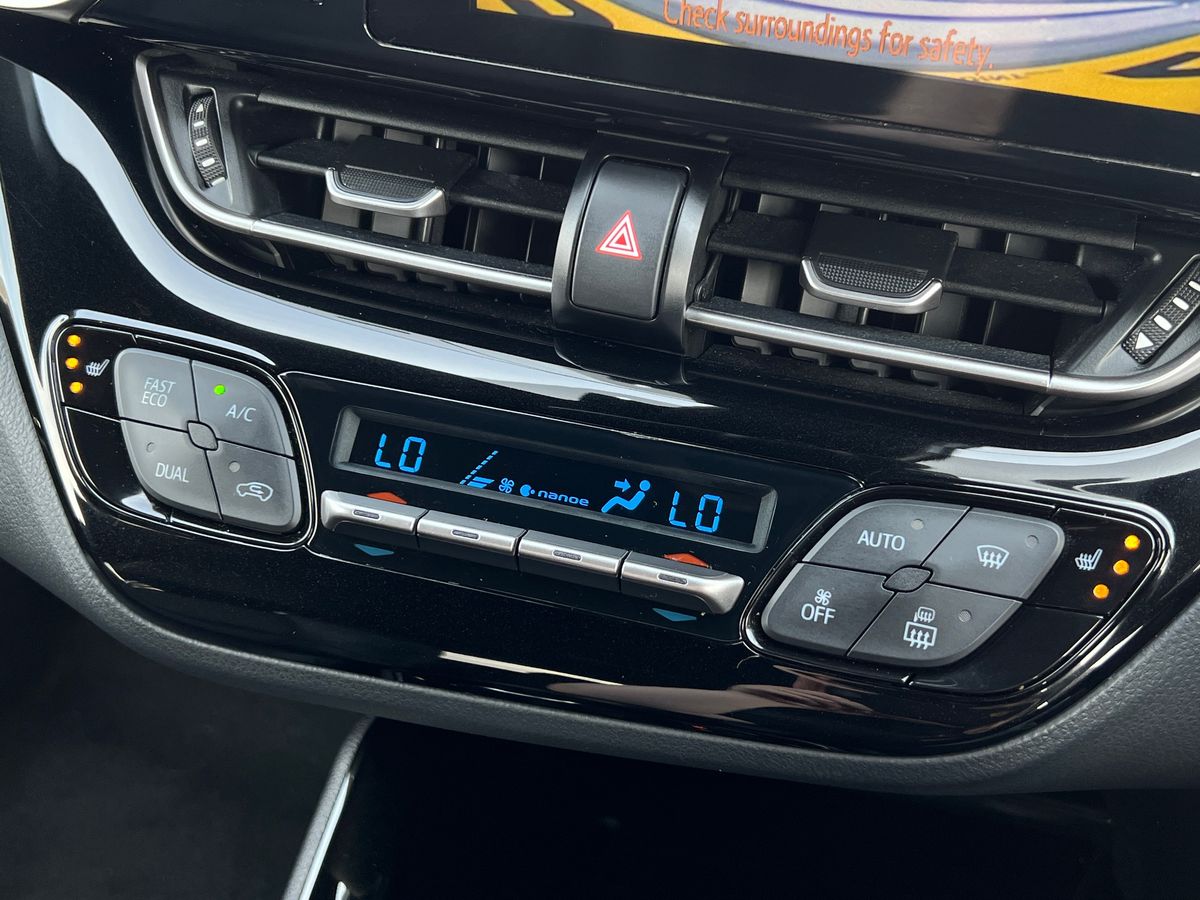 Check surroundings for safety.
FAST
ECO
A/C
DUAL
LO
nanoe
LO
AUTO
OFF